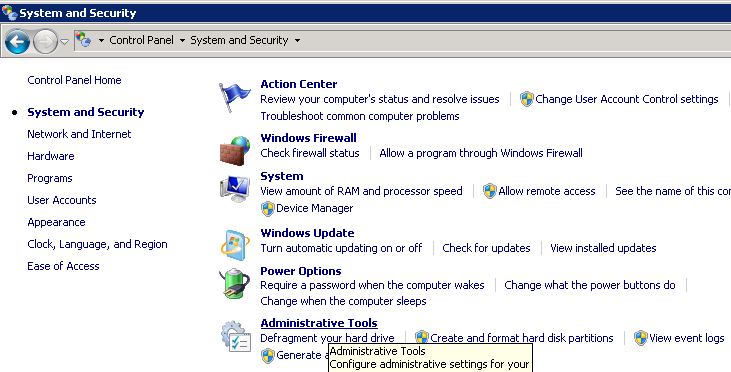 System and Security
Control Panel System and Security
Control Panel Home
System and Security
Network and Internet
Hardware
Programs
User Accounts
Appearance
Clock, Language, and Region
Ease of Access
Action Center
Review your computer's status and resolve issues Change User Account Control settings
Troubleshoot common computer problems
Windows Firewall
Check firewall status Allow a program through Windows Firewall
System
View amount of RAM and processor speed Allow remote access See the name of this
Device Manager
Windows Update
Turn automatic updating on or off Check for updates View installed updates
Power Options
Require a password when the computer wakes Change what the power buttons do
Change when the computer sleeps
Administrative Tools
Defragment your hard drive Create and format hard disk partitions View event logs
Generate
Administrative Tools
Configure administrative settings for your